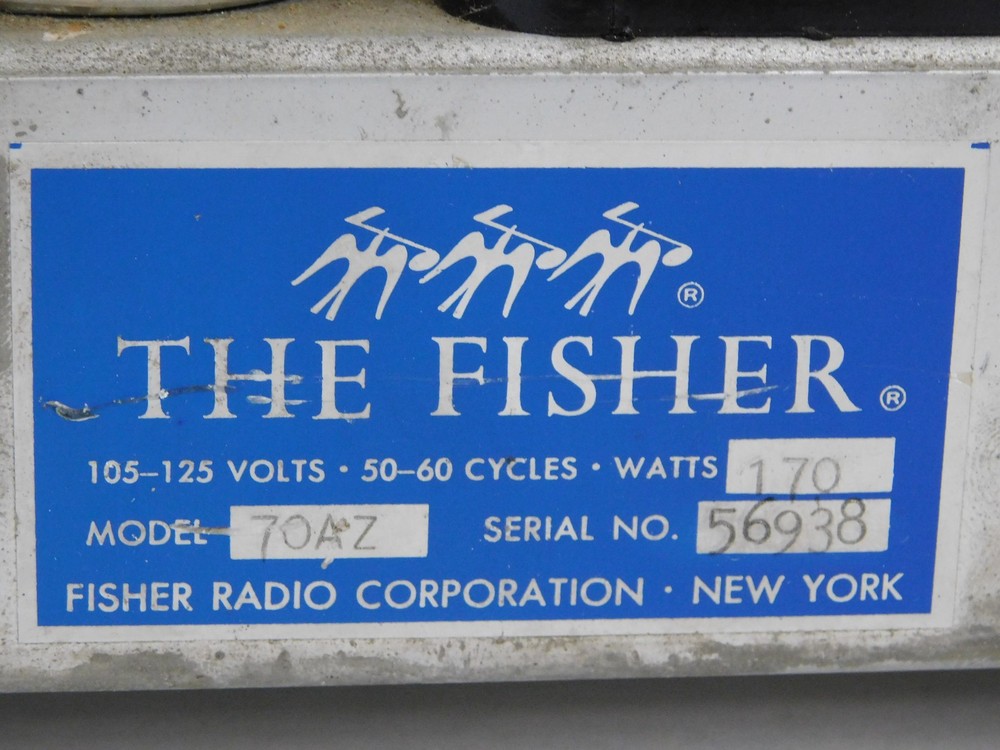 ®
THE FISHER®
105–125 VOLTS · 50–60 CYCLES · WATTS 170
MODEL 70AZ SERIAL NO. 56938
FISHER RADIO CORPORATION · NEW YORK